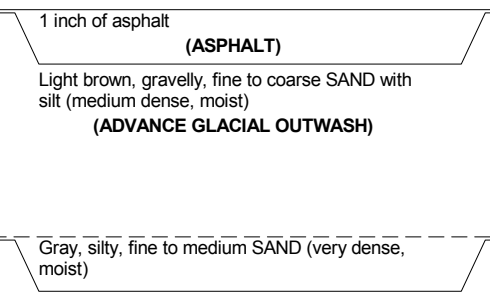 1 inch of asphalt
(ASPHALT)
Light brown, gravelly, fine to coarse SAND with
silt (medium dense, moist)
(ADVANCE GLACIAL OUTWASH)
Gray, silty, fine to medium SAND (very dense,
moist)